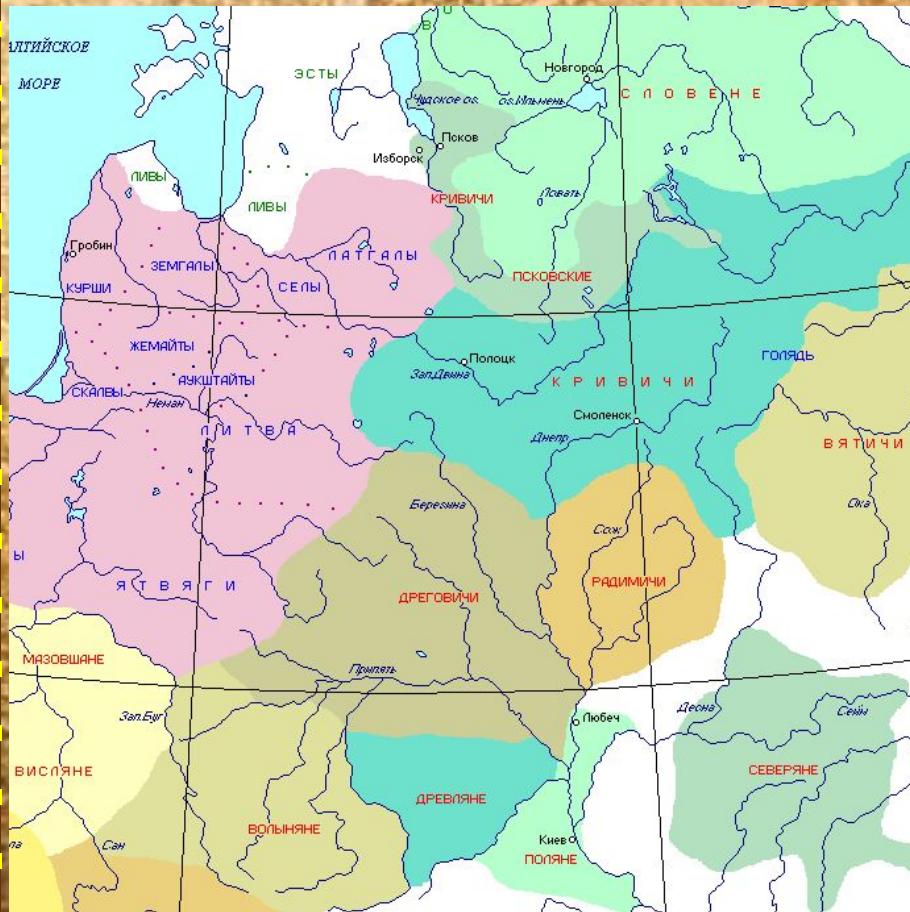 В О
АЛТИЙСКОЕ
МОРЕ
ЭСТЫ
Новгород
Чудское оз.
оз.Ильмень
С Л О В Е Н Е
Псков
Изборск
ЛИВЫ
ЛИВЫ
КРИВИЧИ
Ловать
Гробин
ЗЕМГАЛЫ
Л А Т Г А Л Ы
КУРШИ
СЕЛЫ
ПСКОВСКИЕ
ЖЕМАЙТЫ
Полоцк
ГОЛЯДЬ
АУКШТАЙТЫ
Зап.Двина
К Р И В И Ч И
СКАЛВЫ
Неман
Смоленск
Л И Т В А
Днепр
В Я Т И Ч И
Березина
Ока
Сож
Ы
Я Т В Я Г И
РАДИМИЧИ
ДРЕГОВИЧИ
МАЗОВШАНЕ
Припять
Зап.Буг
Любеч
Десна
Сейм
ВИСЛЯНЕ
СЕВЕРЯНЕ
ДРЕВЛЯНЕ
ВОЛЫНЯНЕ
Киев
ла
Сан
ПОЛЯНЕ